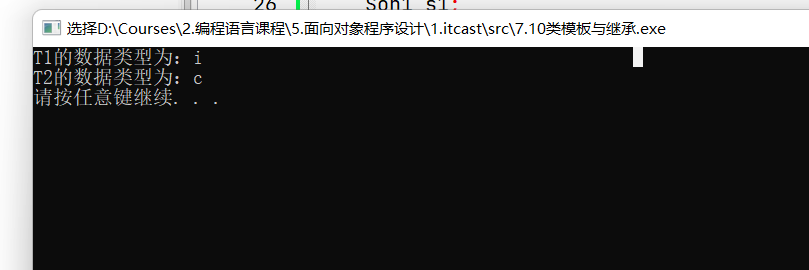 26 Son1 s1;
选择D:\Courses\2.编程语言课程\5.面向对象程序设计\1.itcast\src\7.10类模板与继承.exe
T1的数据类型为：i
T2的数据类型为：c
请按任意键继续. . .